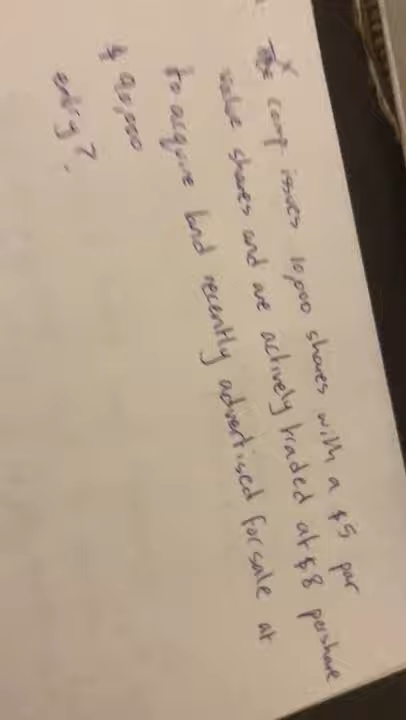 X corp issues 10,000 shares with a $5 par
value shares and are actively traded at $8 per share
to acquire land recently advertised for sale at
$ 90,000
entry?